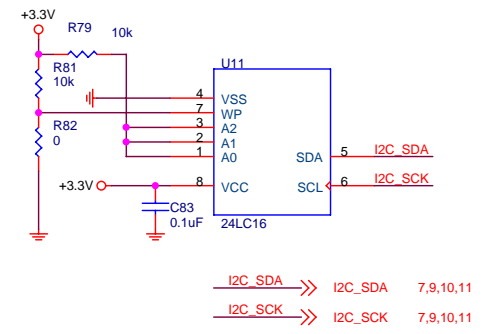 +3.3V
R79
10k
R81
10k
R82
0
U11
4 VSS
7 WP
3 A2
2 A1
1 A0
SDA 5 I2C_SDA
+3.3V 8 VCC
SCL 6 I2C_SCK
C83
0.1uF
24LC16
I2C_SDA I2C_SDA 7,9,10,11
I2C_SCK I2C_SCK 7,9,10,11